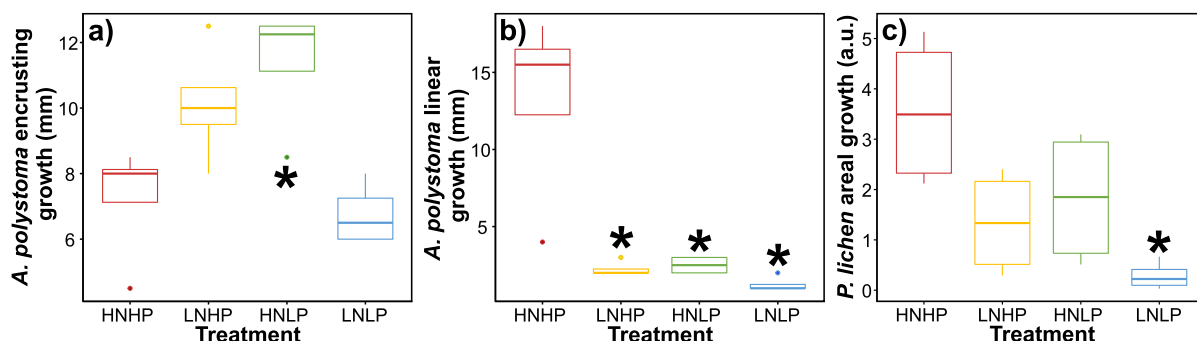 a)
A. polystoma encrusting
growth (mm)
12
10
8
6
*
HNHP LNHP HNLP LNLP
Treatment
b)
A. polystoma linear
growth (mm)
15
10
5
* * *
HNHP LNHP HNLP LNLP
Treatment
c)
P. lichen areal growth (a.u.)
5
4
3
2
1
0
*
HNHP LNHP HNLP LNLP
Treatment